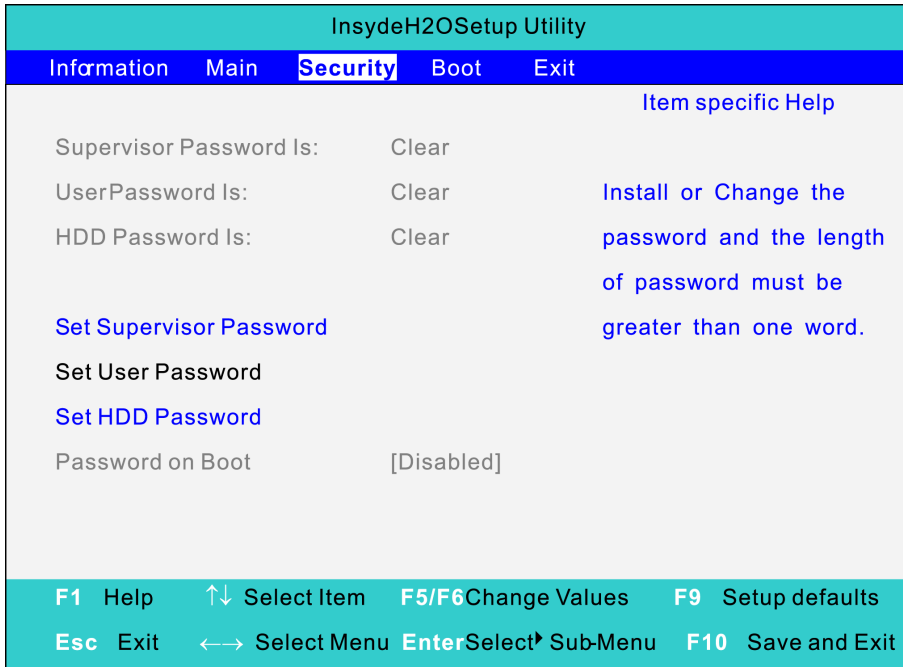 InsydeH2OSetup Utility
Information Main Security Boot Exit
Item specific Help
Supervisor Password Is: Clear
UserPassword Is: Clear
HDD Password Is: Clear
Install or Change the
password and the length
of password must be
greater than one word.
Set Supervisor Password
Set User Password
Set HDD Password
Password on Boot [Disabled]
F1 Help ↑↓ Select Item F5/F6Change Values F9 Setup defaults
Esc Exit ←→ Select Menu EnterSelect▶ Sub-Menu F10 Save and Exit